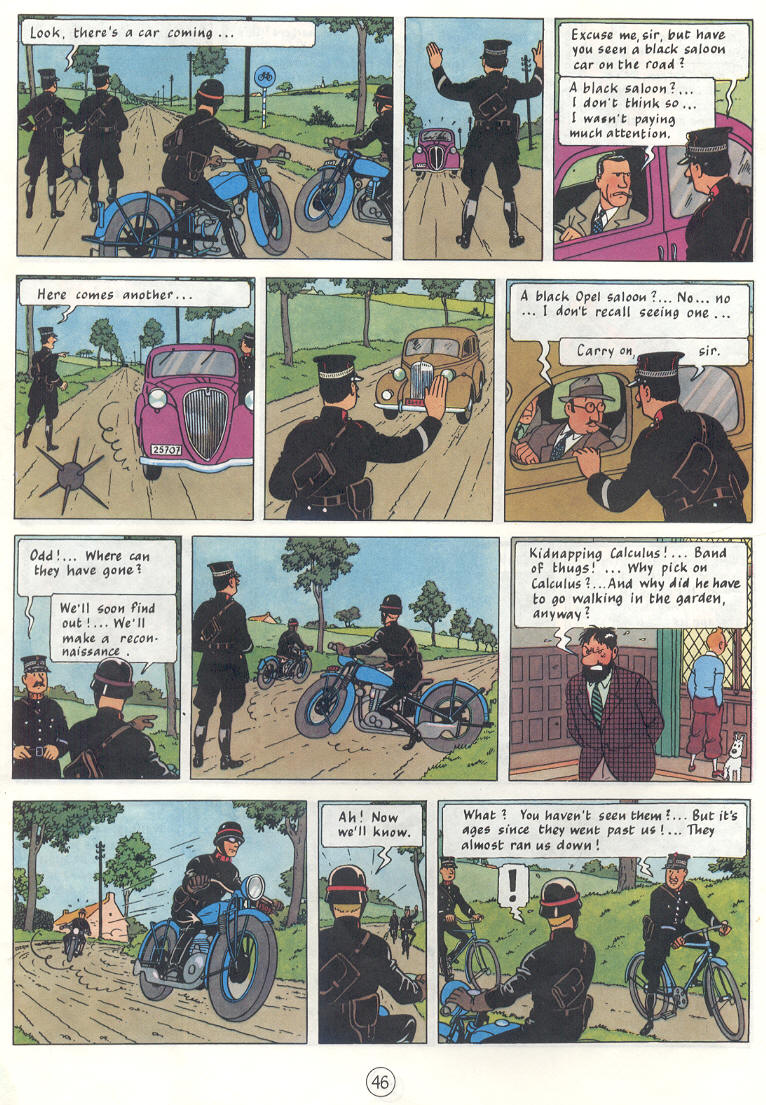 Look, there's a car coming ...
Excuse me, sir, but have
you seen a black saloon
car on the road?
A black saloon?...
I don't think so...
I wasn't paying
much attention.
Here comes another...
25707
A black Opel saloon?... No... no
... I don't recall seeing one ...
Carry on, sir.
Odd!... Where can
they have gone?
We'll soon find
out!... We'll
make a recon-
naissance.
Kidnapping Calculus!... Band
of thugs! ... Why pick on
Calculus?...And why did he have
to go walking in the garden,
anyway?
Ah! Now
we'll know.
What? You haven't seen them?... But it's
ages since they went past us!... They
almost ran us down!
!
46